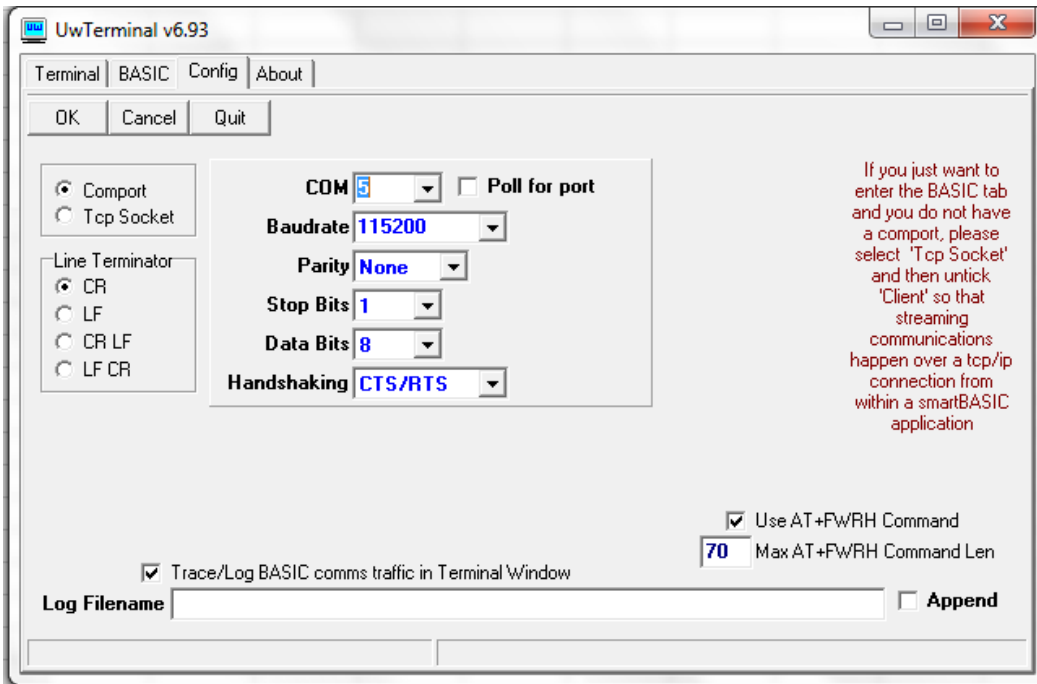 UwTerminal v6.93
Terminal BASIC Config About
OK Cancel Quit
Comport
Tcp Socket
Line Terminator
CR
LF
CR LF
LF CR
COM 5 Poll for port
Baudrate 115200
Parity None
Stop Bits 1
Data Bits 8
Handshaking CTS/RTS
If you just want to
enter the BASIC tab
and you do not have
a comport, please
select 'Tcp Socket'
and then untick
'Client' so that
streaming
communications
happen over a tcp/ip
connection from
within a smartBASIC
application
Use AT+FWRH Command
70 Max AT+FWRH Command Len
Trace/Log BASIC comms traffic in Terminal Window
Log Filename Append